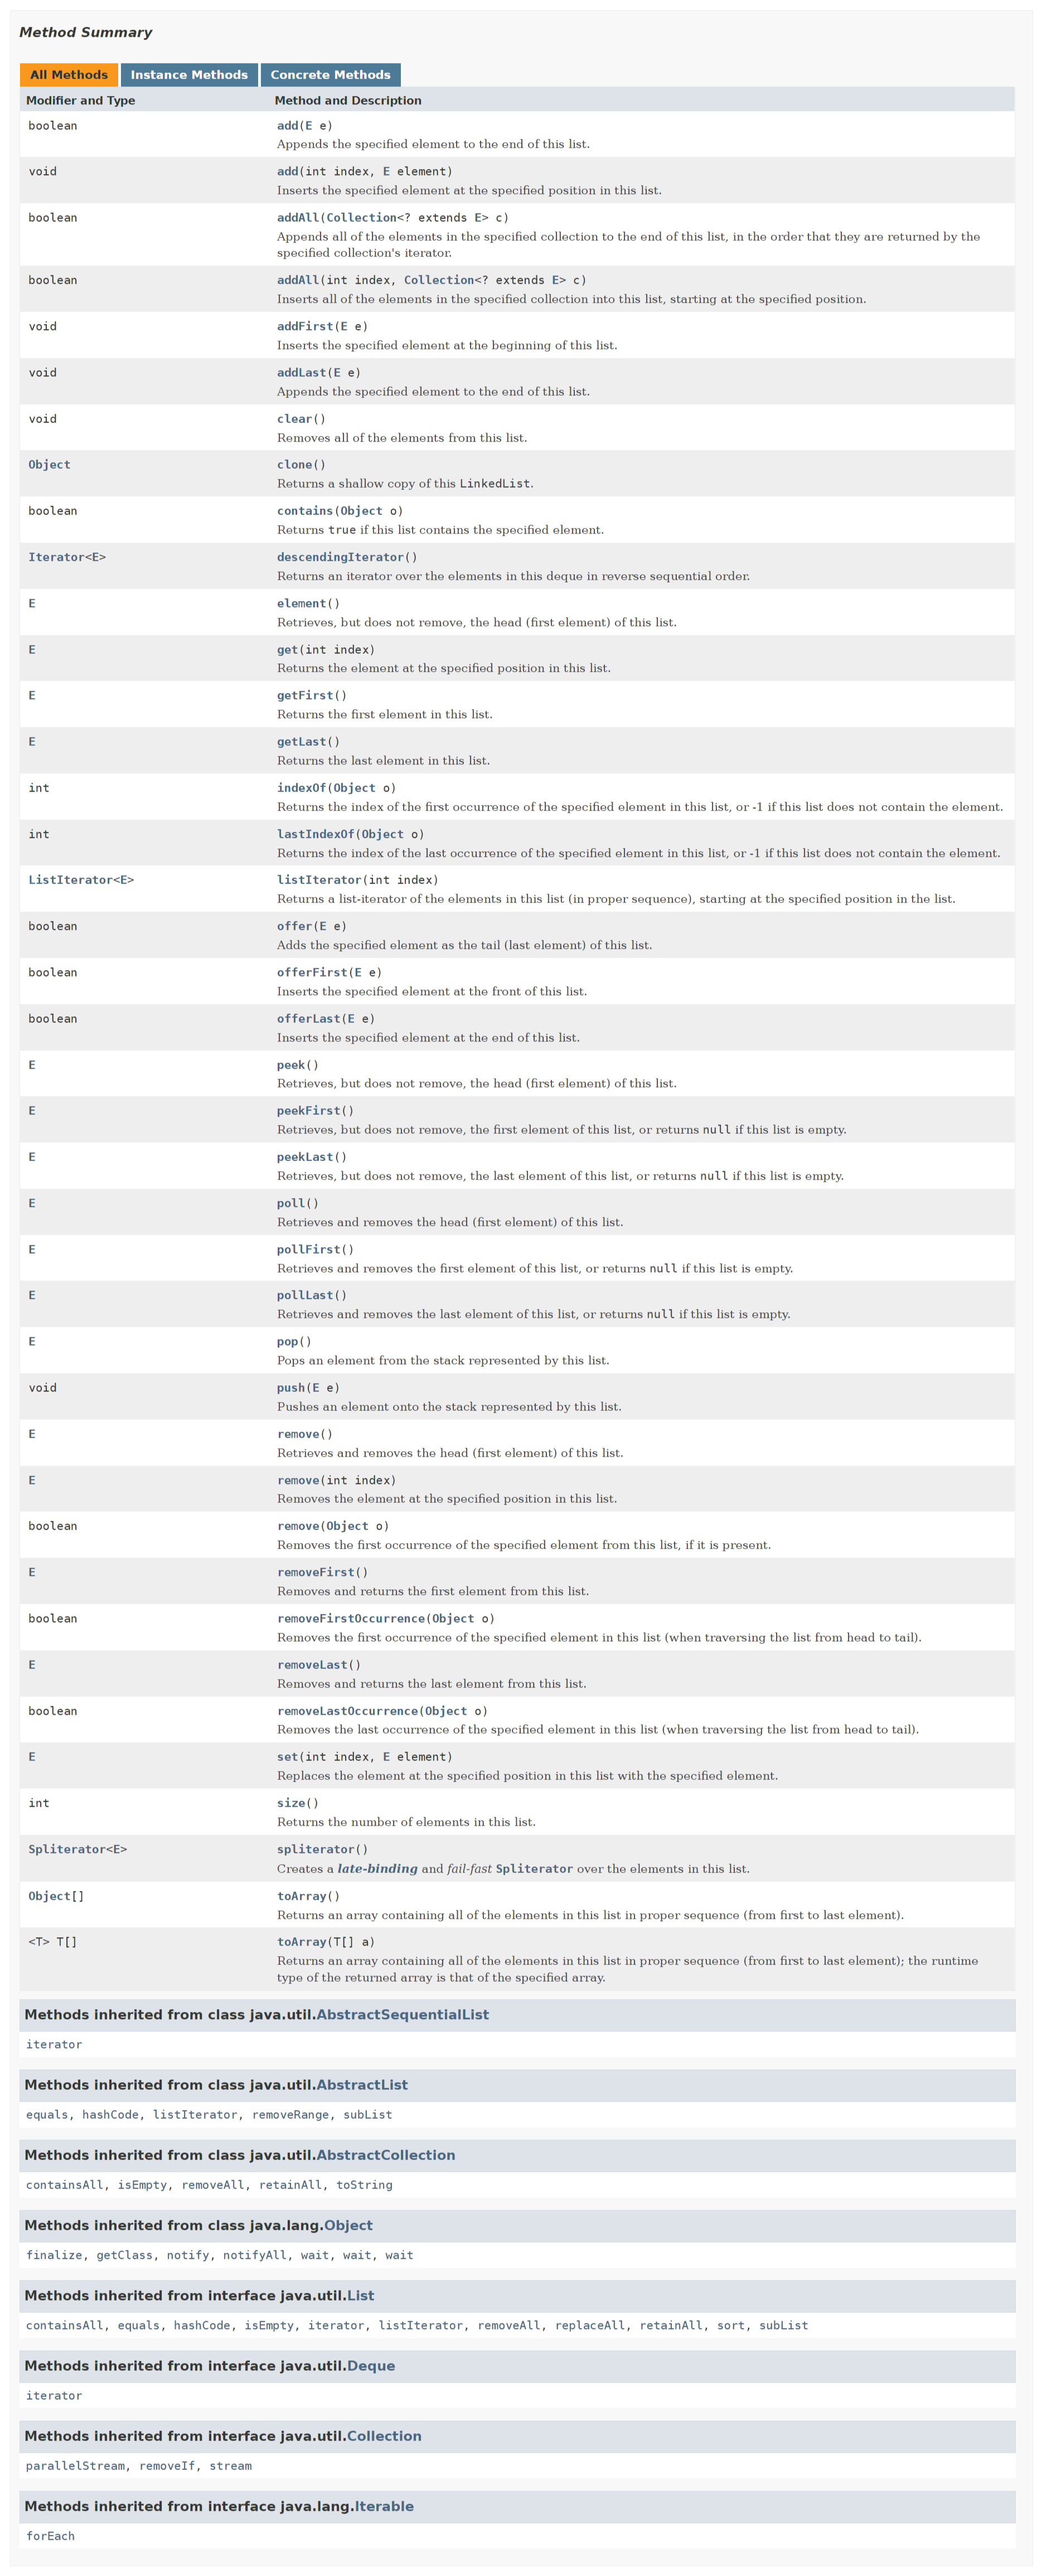 Method Summary
All Methods Instance Methods Concrete Methods
Modifier and Type Method and Description
boolean add(E e)
Appends the specified element to the end of this list.
void add(int index, E element)
Inserts the specified element at the specified position in this list.
boolean addAll(Collection<? extends E> c)
Appends all of the elements in the specified collection to the end of this list, in the order that they are returned by the
specified collection's iterator.
boolean addAll(int index, Collection<? extends E> c)
Inserts all of the elements in the specified collection into this list, starting at the specified position.
void addFirst(E e)
Inserts the specified element at the beginning of this list.
void addLast(E e)
Appends the specified element to the end of this list.
void clear()
Removes all of the elements from this list.
Object clone()
Returns a shallow copy of this LinkedList.
boolean contains(Object o)
Returns true if this list contains the specified element.
Iterator<E> descendingIterator()
Returns an iterator over the elements in this deque in reverse sequential order.
E element()
Retrieves, but does not remove, the head (first element) of this list.
E get(int index)
Returns the element at the specified position in this list.
E getFirst()
Returns the first element in this list.
E getLast()
Returns the last element in this list.
int indexOf(Object o)
Returns the index of the first occurrence of the specified element in this list, or -1 if this list does not contain the element.
int lastIndexOf(Object o)
Returns the index of the last occurrence of the specified element in this list, or -1 if this list does not contain the element.
ListIterator<E> listIterator(int index)
Returns a list-iterator of the elements in this list (in proper sequence), starting at the specified position in the list.
boolean offer(E e)
Adds the specified element as the tail (last element) of this list.
boolean offerFirst(E e)
Inserts the specified element at the front of this list.
boolean offerLast(E e)
Inserts the specified element at the end of this list.
E peek()
Retrieves, but does not remove, the head (first element) of this list.
E peekFirst()
Retrieves, but does not remove, the first element of this list, or returns null if this list is empty.
E peekLast()
Retrieves, but does not remove, the last element of this list, or returns null if this list is empty.
E poll()
Retrieves and removes the head (first element) of this list.
E pollFirst()
Retrieves and removes the first element of this list, or returns null if this list is empty.
E pollLast()
Retrieves and removes the last element of this list, or returns null if this list is empty.
E pop()
Pops an element from the stack represented by this list.
void push(E e)
Pushes an element onto the stack represented by this list.
E remove()
Retrieves and removes the head (first element) of this list.
E remove(int index)
Removes the element at the specified position in this list.
boolean remove(Object o)
Removes the first occurrence of the specified element from this list, if it is present.
E removeFirst()
Removes and returns the first element from this list.
boolean removeFirstOccurrence(Object o)
Removes the first occurrence of the specified element in this list (when traversing the list from head to tail).
E removeLast()
Removes and returns the last element from this list.
boolean removeLastOccurrence(Object o)
Removes the last occurrence of the specified element in this list (when traversing the list from head to tail).
E set(int index, E element)
Replaces the element at the specified position in this list with the specified element.
int size()
Returns the number of elements in this list.
Spliterator<E> spliterator()
Creates a late-binding and fail-fast Spliterator over the elements in this list.
Object[] toArray()
Returns an array containing all of the elements in this list in proper sequence (from first to last element).
<T> T[] toArray(T[] a)
Returns an array containing all of the elements in this list in proper sequence (from first to last element); the runtime
type of the returned array is that of the specified array.
Methods inherited from class java.util.AbstractSequentialList
iterator
Methods inherited from class java.util.AbstractList
equals, hashCode, listIterator, removeRange, subList
Methods inherited from class java.util.AbstractCollection
containsAll, isEmpty, removeAll, retainAll, toString
Methods inherited from class java.lang.Object
finalize, getClass, notify, notifyAll, wait, wait, wait
Methods inherited from interface java.util.List
containsAll, equals, hashCode, isEmpty, iterator, listIterator, removeAll, replaceAll, retainAll, sort, subList
Methods inherited from interface java.util.Deque
iterator
Methods inherited from interface java.util.Collection
parallelStream, removeIf, stream
Methods inherited from interface java.lang.Iterable
forEach